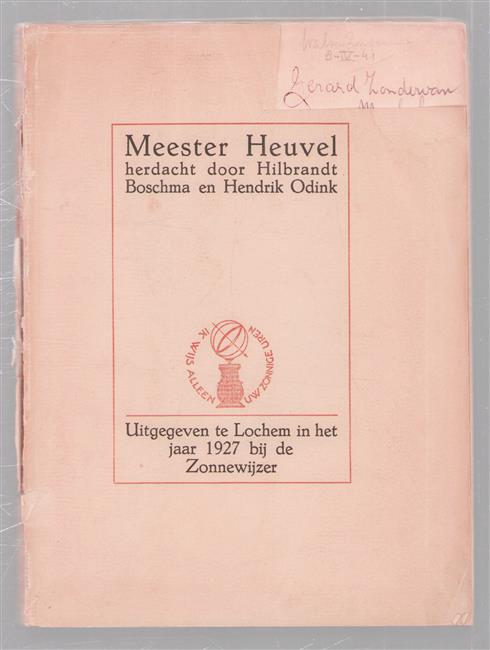 8-IV-41
Gerard Zondervan
Meester Heuvel
herdacht door Hilbrandt
Boschma en Hendrik Odink
IK WIJS ALLEEN UW ZONNIGE UREN
Uitgegeven te Lochem in het
jaar 1927 bij de
Zonnewijzer